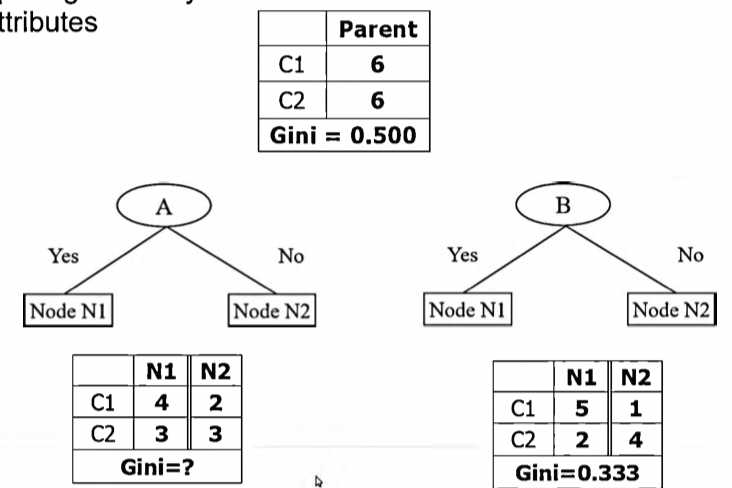 ttributes
Parent
C1 6
C2 6
Gini = 0.500
A
B
Yes
No
Yes
No
Node N1
Node N2
Node N1
Node N2
N1 N2
C1 4 2
C2 3 3
Gini=?
N1 N2
C1 5 1
C2 2 4
Gini=0.333